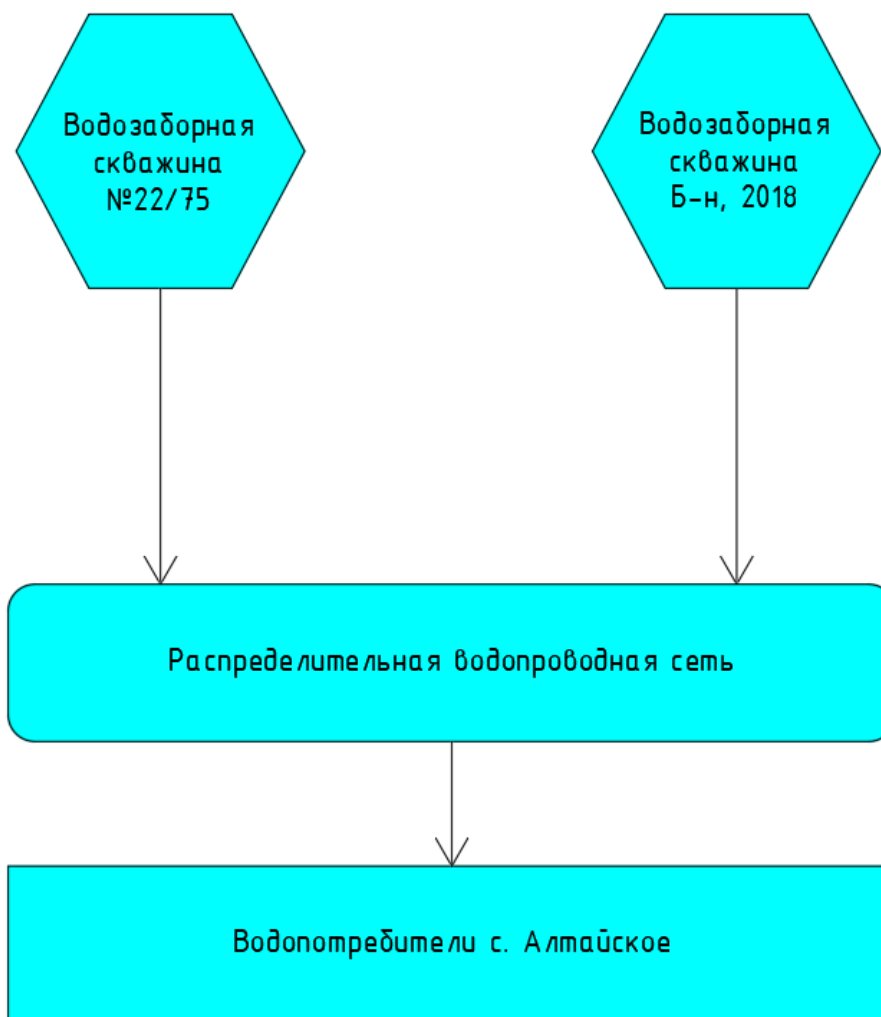 Водозаборная
скважина
№22/75
Водозаборная
скважина
Б-н, 2018
Распределительная водопроводная сеть
Водопотребители с. Алтайское